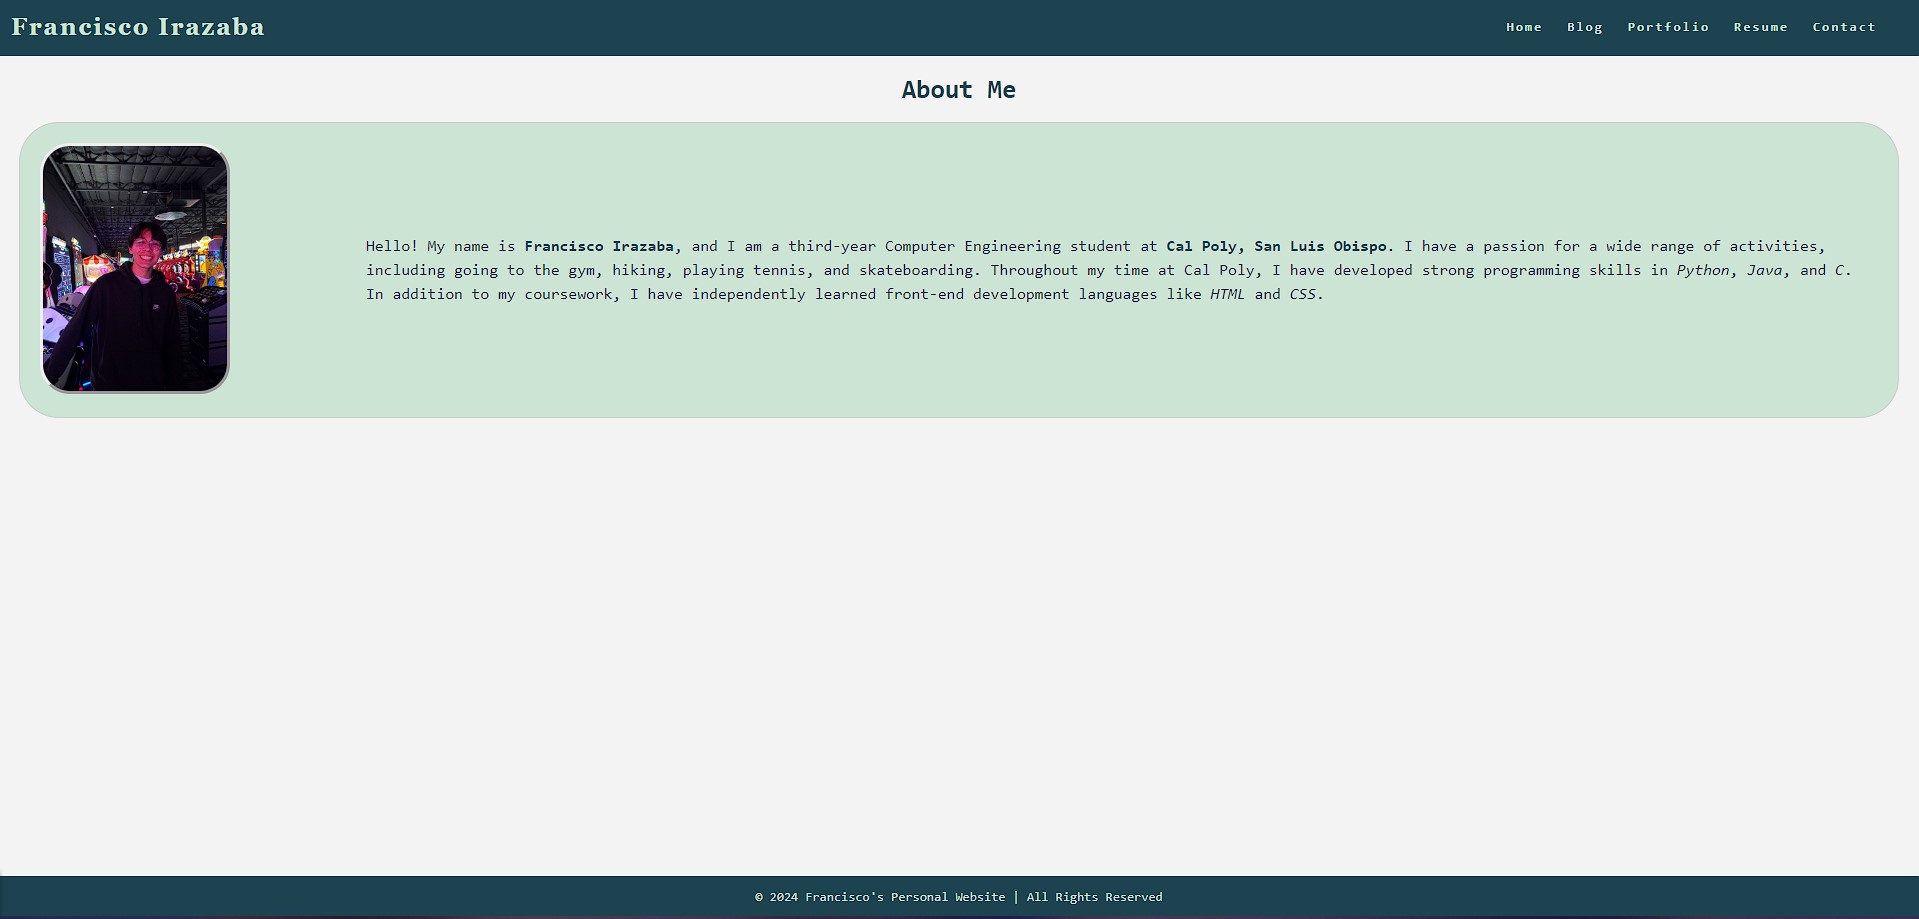 Francisco Irazaba
Home Blog Portfolio Resume Contact
About Me
Hello! My name is Francisco Irazaba, and I am a third-year Computer Engineering student at Cal Poly, San Luis Obispo. I have a passion for a wide range of activities,
including going to the gym, hiking, playing tennis, and skateboarding. Throughout my time at Cal Poly, I have developed strong programming skills in Python, Java, and C.
In addition to my coursework, I have independently learned front-end development languages like HTML and CSS.
© 2024 Francisco's Personal Website | All Rights Reserved